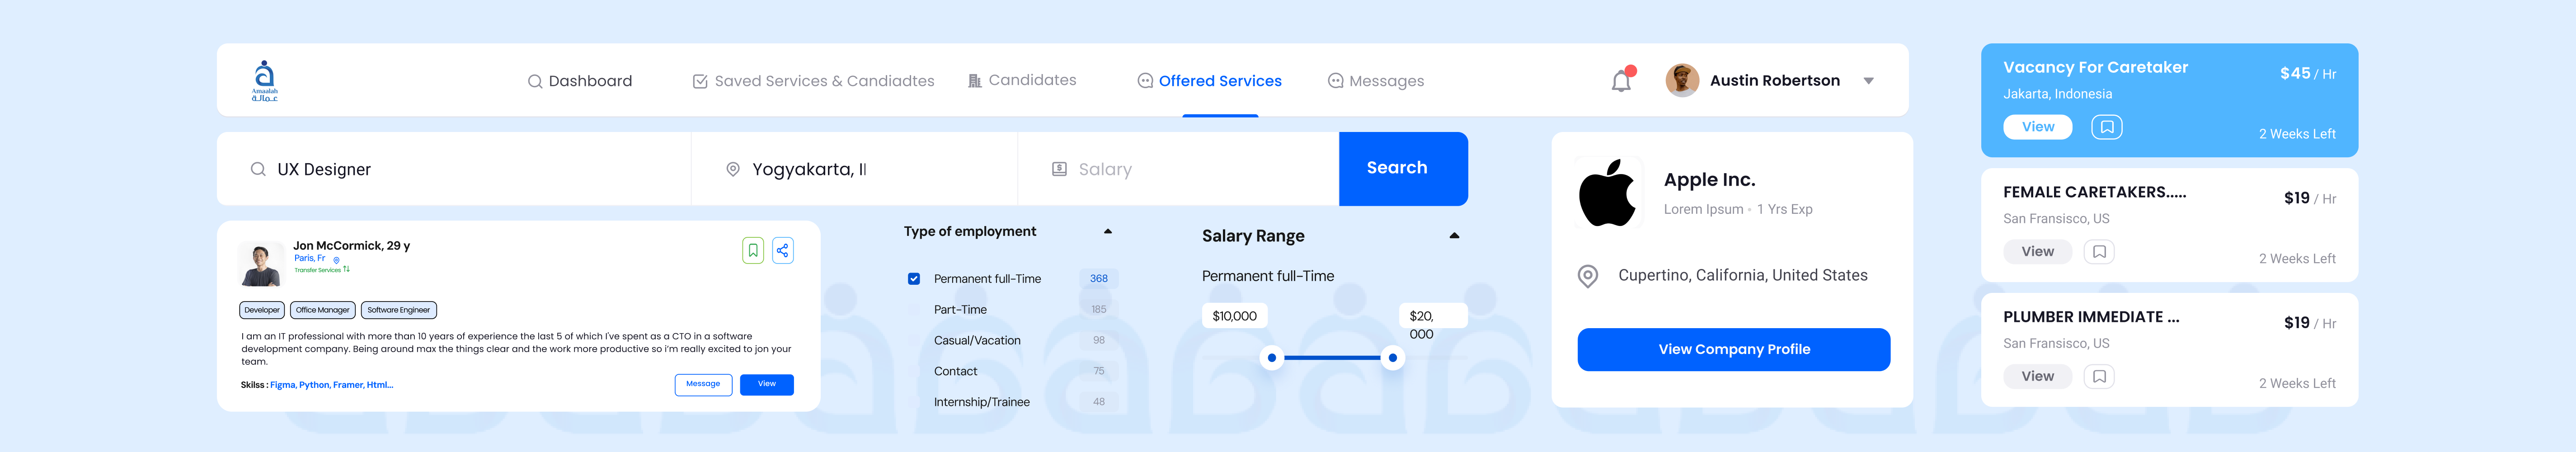 Amaalah
عـمـالـة
Dashboard
Saved Services & Candiadtes
Candidates
Offered Services
Messages
Austin Robertson
UX Designer
Yogyakarta, I
Salary
Search
Jon McCormick, 29 y
Paris, Fr
Transfer Services
Developer
Office Manager
Software Engineer
I am an IT professional with more than 10 years of experience the last 5 of which I've spent as a CTO in a software
development company. Being around max the things clear and the work more productive so i'm really excited to jon your
team.
Skilss : Figma, Python, Framer, Html...
Message
View
Type of employment
Permanent full-Time 368
Part-Time 185
Casual/Vacation 98
Contact 75
Internship/Trainee 48
Salary Range
Permanent full-Time
$10,000
$20,
000
Apple Inc.
Lorem Ipsum • 1 Yrs Exp
Cupertino, California, United States
View Company Profile
Vacancy For Caretaker
$45 / Hr
Jakarta, Indonesia
View
2 Weeks Left
FEMALE CARETAKERS.....
$19 / Hr
San Fransisco, US
View
2 Weeks Left
PLUMBER IMMEDIATE ...
$19 / Hr
San Fransisco, US
View
2 Weeks Left